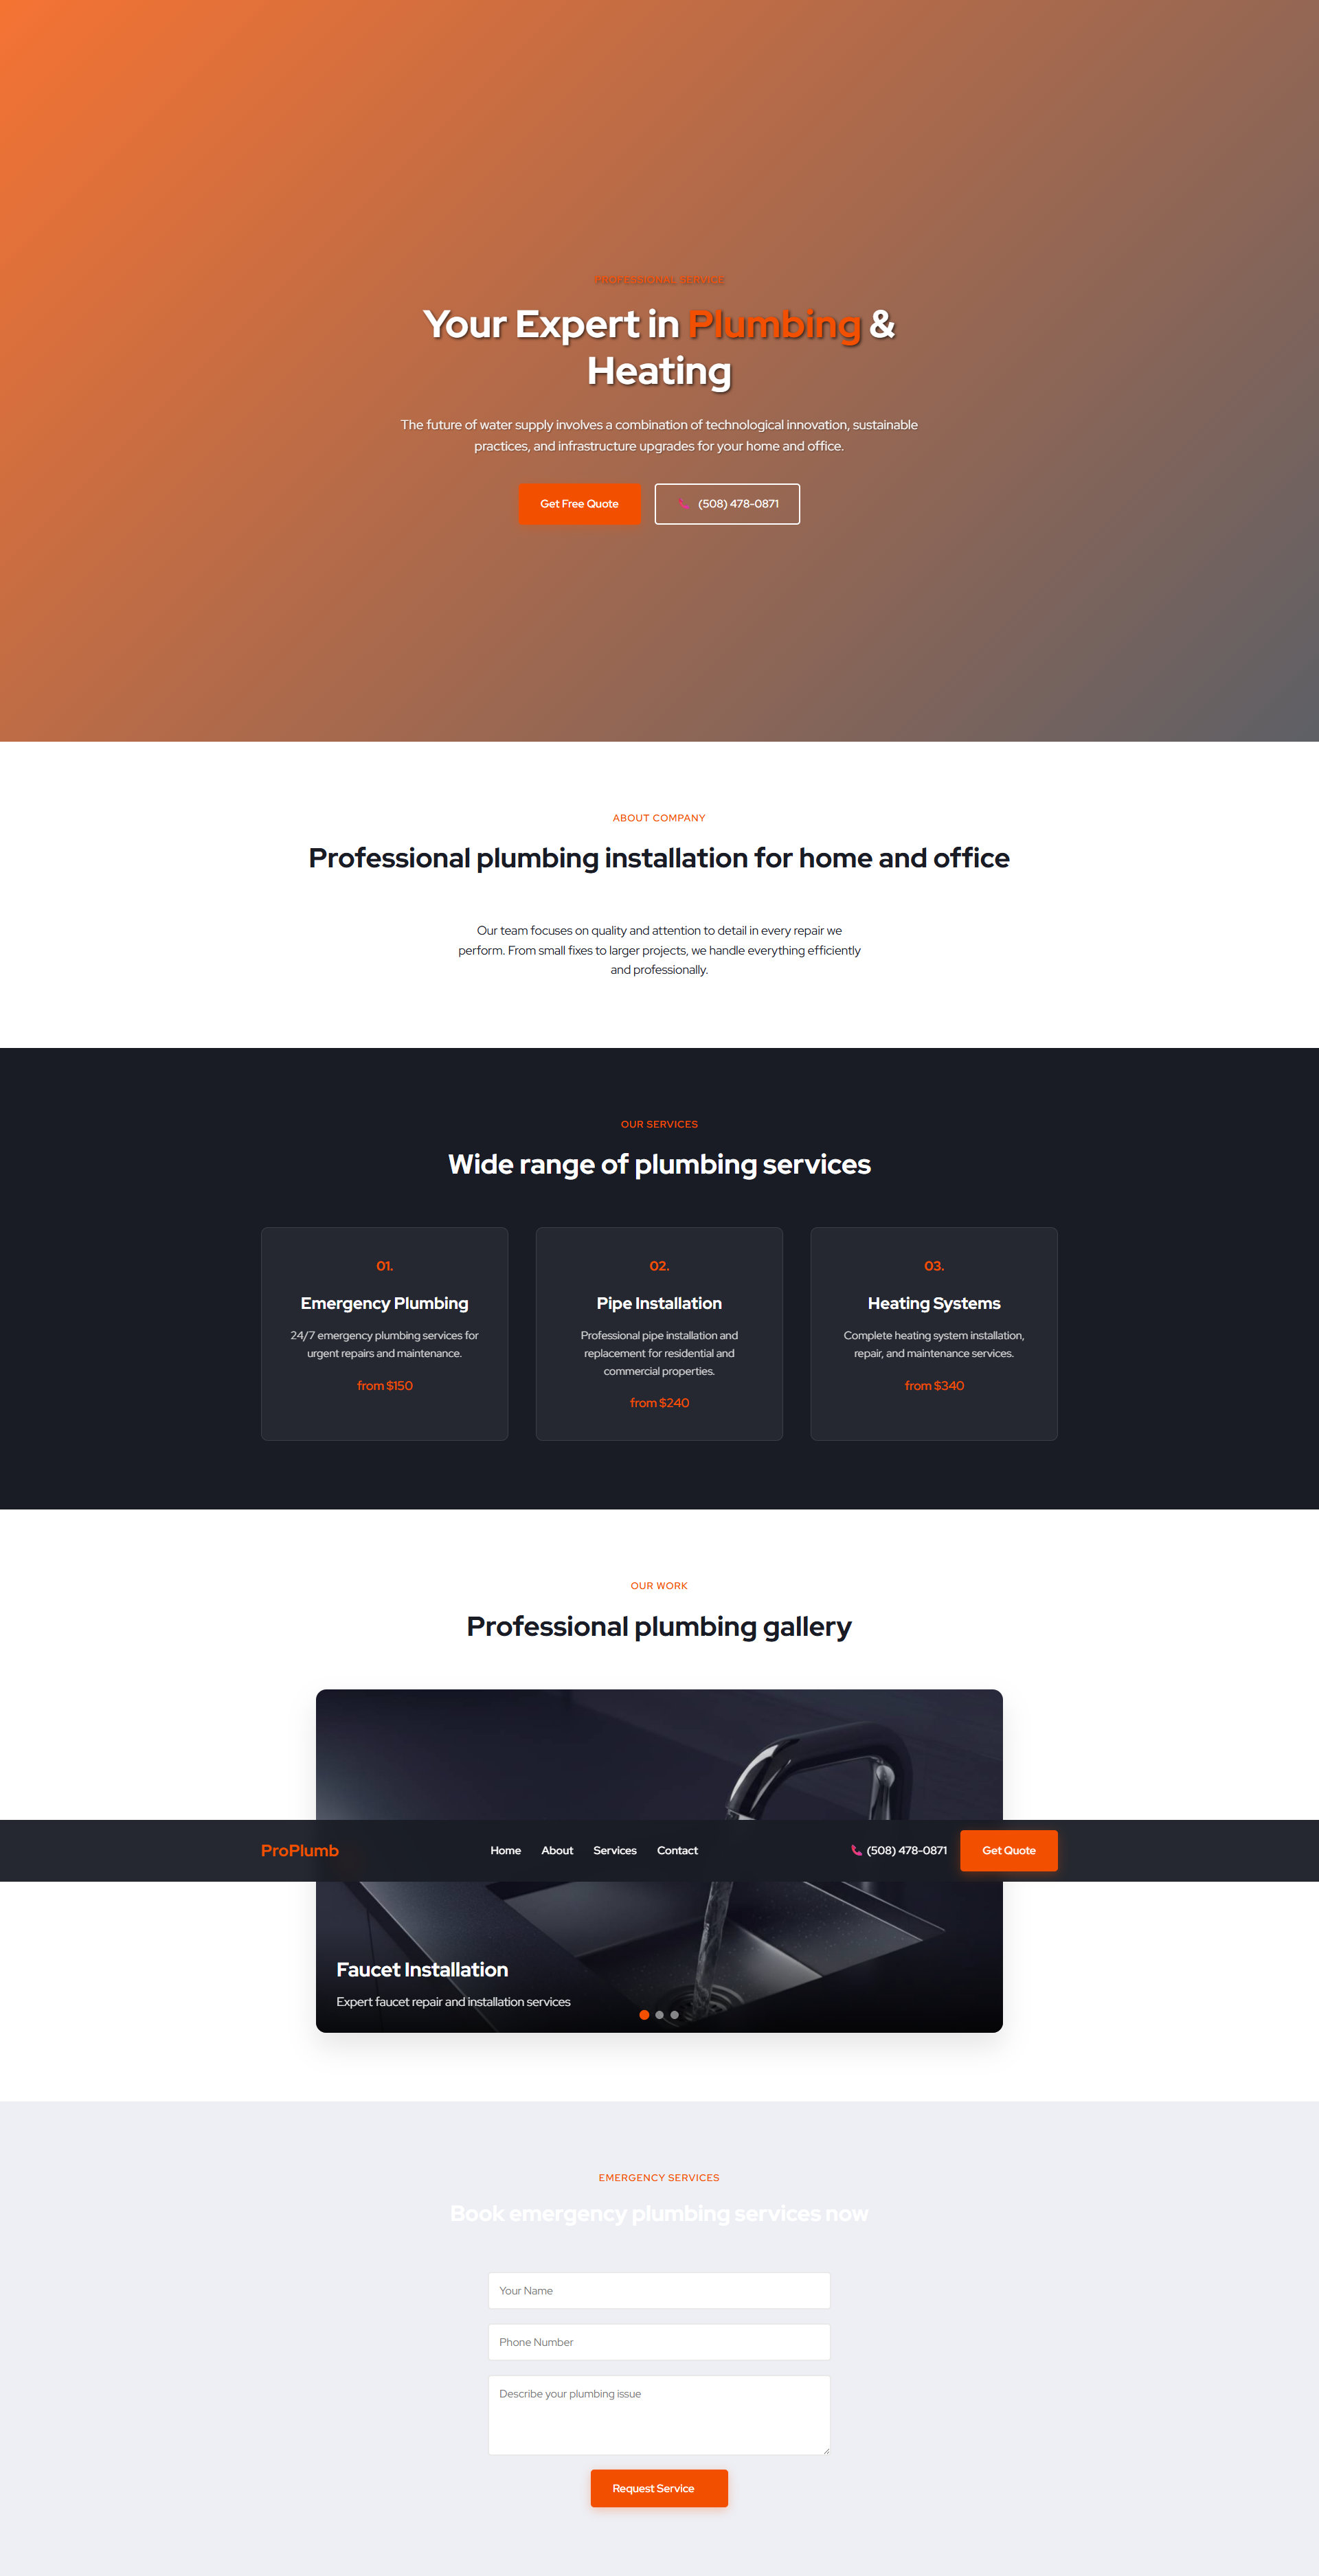 PROFESSIONAL SERVICE
Your Expert in Plumbing &
Heating
The future of water supply involves a combination of technological innovation, sustainable
practices, and infrastructure upgrades for your home and office.
Get Free Quote
(508) 478-0871
ABOUT COMPANY
Professional plumbing installation for home and office
Our team focuses on quality and attention to detail in every repair we
perform. From small fixes to larger projects, we handle everything efficiently
and professionally.
OUR SERVICES
Wide range of plumbing services
01.
Emergency Plumbing
24/7 emergency plumbing services for
urgent repairs and maintenance.
from $150
02.
Pipe Installation
Professional pipe installation and
replacement for residential and
commercial properties.
from $240
03.
Heating Systems
Complete heating system installation,
repair, and maintenance services.
from $340
OUR WORK
Professional plumbing gallery
ProPlumb
Home
About
Services
Contact
(508) 478-0871
Get Quote
Faucet Installation
Expert faucet repair and installation services
EMERGENCY SERVICES
Book emergency plumbing services now
Your Name
Phone Number
Describe your plumbing issue
Request Service